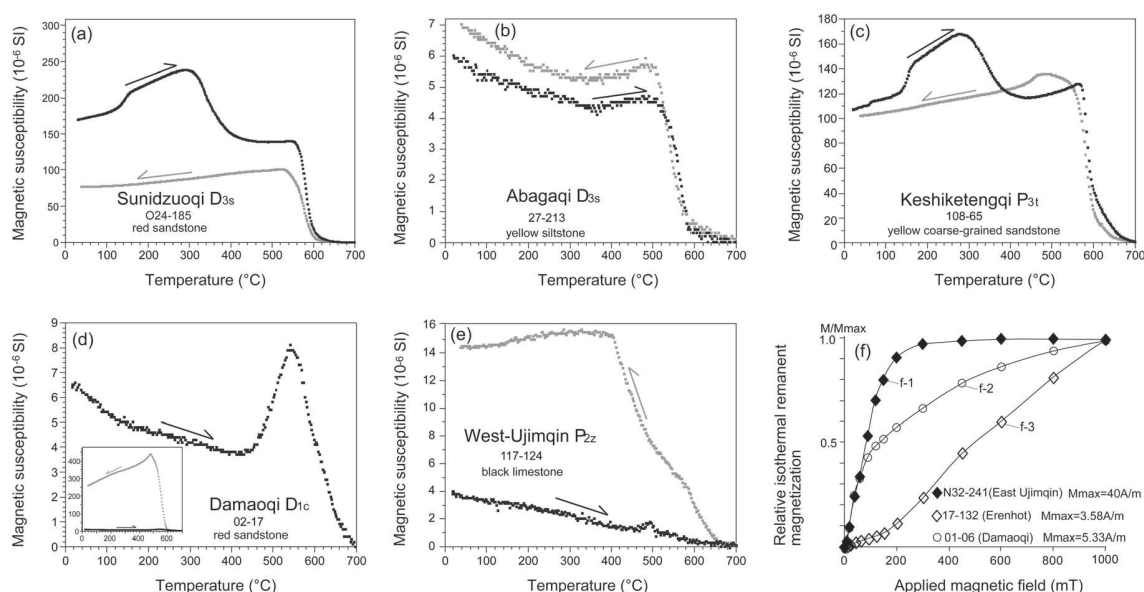 (a)
Magnetic susceptibility (10⁻⁶ SI)
300
250
200
150
100
50
0
Sunidzuoqi D3s
O24-185
red sandstone
0 100 200 300 400 500 600 700
Temperature (°C)
(b)
Magnetic susceptibility (10⁻⁶ SI)
7
6
5
4
3
2
1
0
Abagaqi D3s
27-213
yellow siltstone
0 100 200 300 400 500 600 700
Temperature (°C)
(c)
Magnetic susceptibility (10⁻⁶ SI)
180
160
140
120
100
80
60
40
20
0
Keshiketengqi P3t
108-65
yellow coarse-grained sandstone
0 100 200 300 400 500 600 700
Temperature (°C)
(d)
Magnetic susceptibility (10⁻⁶ SI)
9
8
7
6
5
4
3
2
1
0
400
300
200
100
0
0 200 400 600
Damaoqi D1c
02-17
red sandstone
0 100 200 300 400 500 600 700
Temperature (°C)
(e)
Magnetic susceptibility (10⁻⁶ SI)
16
14
12
10
8
6
4
2
0
West-Ujimqin P2z
117-124
black limestone
0 100 200 300 400 500 600 700
Temperature (°C)
M/Mmax
(f)
Relative isothermal remanent
magnetization
1.0
0.5
f-1
f-2
f-3
N32-241(East Ujimqin) Mmax=40A/m
17-132 (Erenhot) Mmax=3.58A/m
01-06 (Damaoqi) Mmax=5.33A/m
0 200 400 600 800 1000
Applied magnetic field (mT)